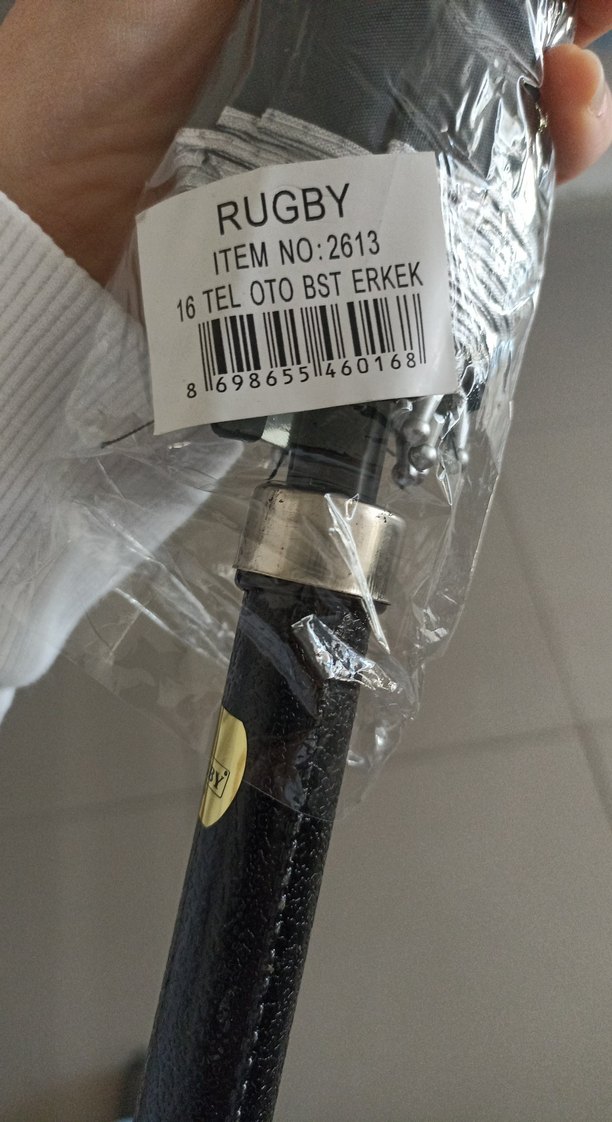 RUGBY
ITEM NO:2613
16 TEL OTO BST ERKEK
8 698655 460168